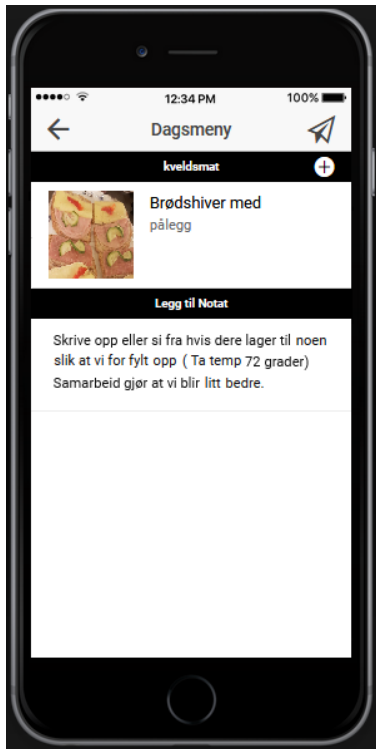 12:34 PM 100%
Dagsmeny
kveldsmat
Brødshiver med
pålegg
Legg til Notat
Skrive opp eller si fra hvis dere lager til noen
slik at vi for fylt opp ( Ta temp 72 grader)
Samarbeid gjør at vi blir litt bedre.